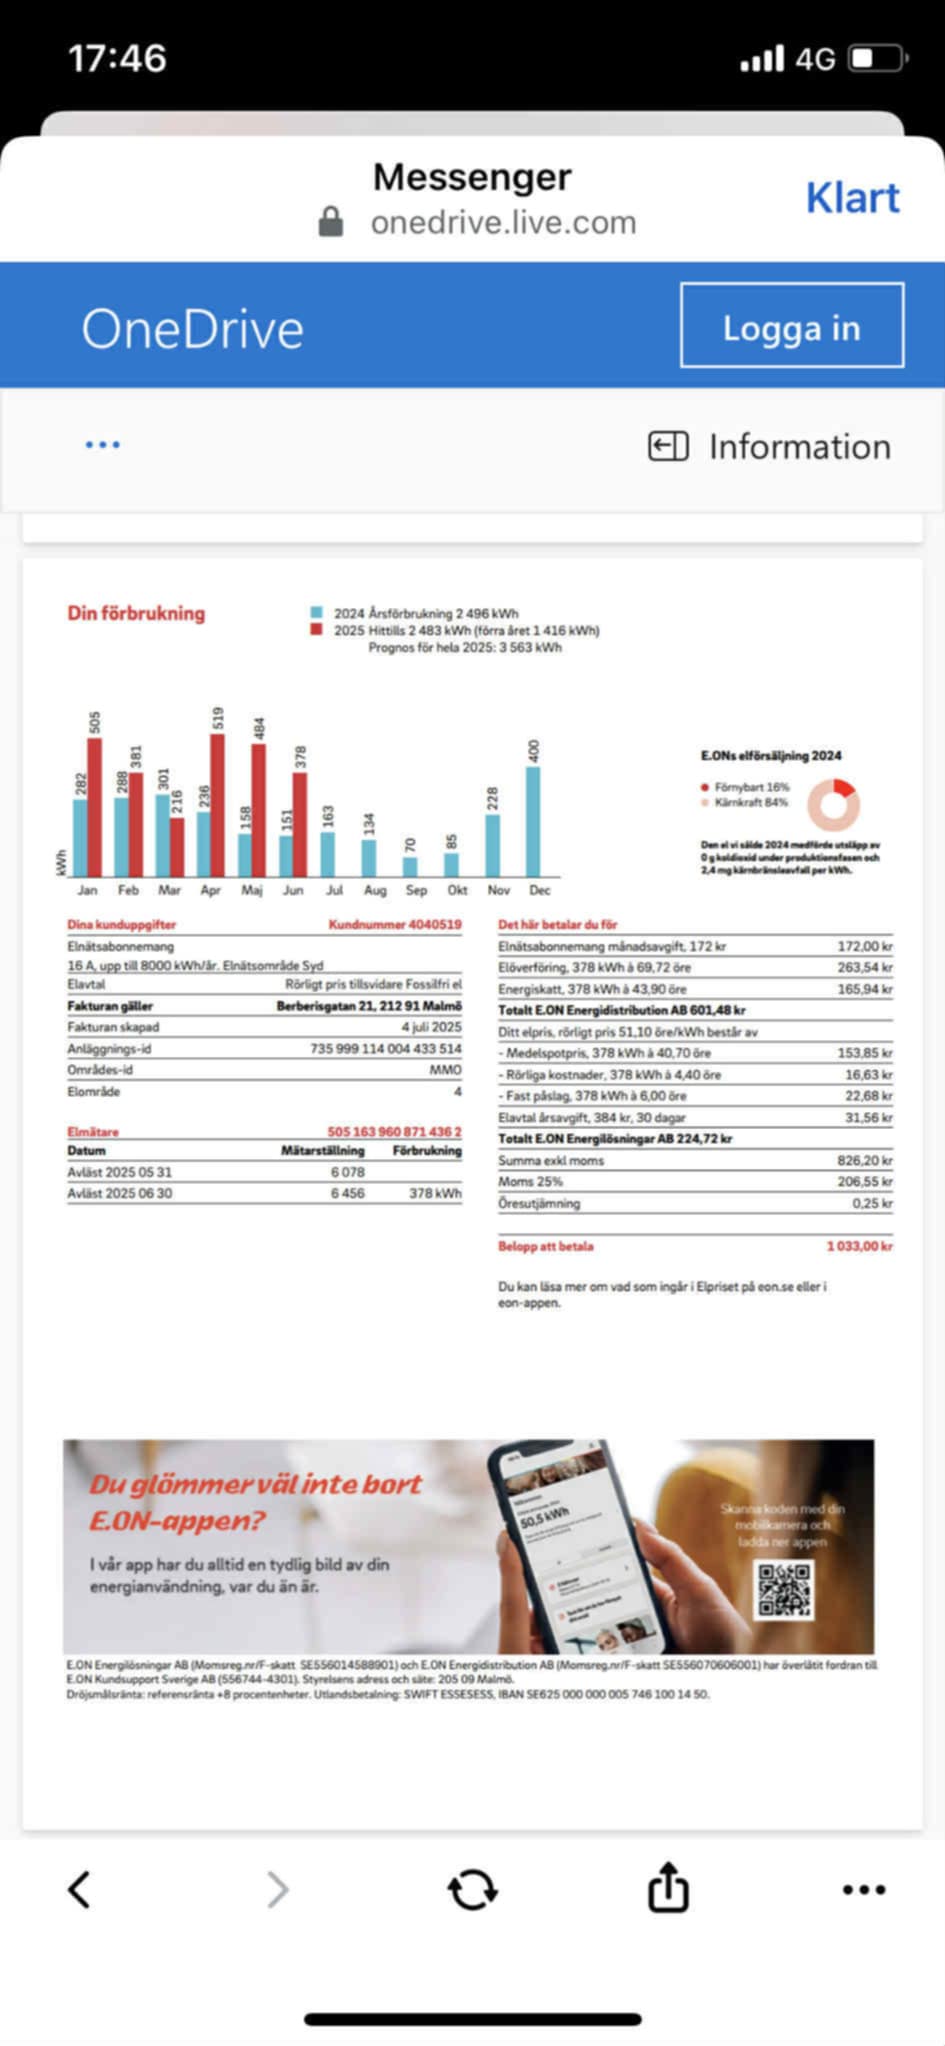 17:46
4G
Messenger
onedrive.live.com
Klart
OneDrive
Logga in
Information
Din förbrukning
2024 Årsförbrukning 2 496 kWh
2025 Hittills 2 483 kWh (förra året 1 416 kWh)
Prognos för hela 2025: 3 563 kWh
kWh
282 505 288 381 301 216 236 519 158 484 151 378 163 134 70 85 228 400
Jan Feb Mar Apr Maj Jun Jul Aug Sep Okt Nov Dec
E.ONs elförsäljning 2024
Förnybart 16%
Kärnkraft 84%
Den el vi sålde 2024 medförde utsläpp av
0 g koldioxid under produktionsfasen och
2,4 mg kärnbränsleavfall per kWh.
Dina kunduppgifter Kundnummer 4040519
Elnätsabonnemang
16 A, upp till 8000 kWh/år. Elnätsområde Syd
Elavtal Rörligt pris tillsvidare Fossilfri el
Fakturan gäller Berberisgatan 21, 212 91 Malmö
Fakturan skapad 4 juli 2025
Anläggnings-id 735 999 114 004 433 514
Områdes-id MMO
Elområde 4
Elmätare 505 163 960 871 436 2
Datum Mätarställning Förbrukning
Avläst 2025 05 31 6 078
Avläst 2025 06 30 6 456 378 kWh
Det här betalar du för
Elnätsabonnemang månadsavgift, 172 kr 172,00 kr
Elöverföring, 378 kWh à 69,72 öre 263,54 kr
Energiskatt, 378 kWh à 43,90 öre 165,94 kr
Totalt E.ON Energidistribution AB 601,48 kr
Ditt elpris, rörligt pris 51,10 öre/kWh består av
- Medelspotpris, 378 kWh à 40,70 öre 153,85 kr
- Rörliga kostnader, 378 kWh à 4,40 öre 16,63 kr
- Fast påslag, 378 kWh à 6,00 öre 22,68 kr
Elavtal årsavgift, 384 kr, 30 dagar 31,56 kr
Totalt E.ON Energilösningar AB 224,72 kr
Summa exkl moms 826,20 kr
Moms 25% 206,55 kr
Öresutjämning 0,25 kr
Belopp att betala 1 033,00 kr
Du kan läsa mer om vad som ingår i Elpriset på eon.se eller i
eon-appen.
Du glömmer väl inte bort
E.ON-appen?
I vår app har du alltid en tydlig bild av din
energianvändning, var du än är.
50,5 kWh
Skanna koden med din
mobilkamera och
ladda ner appen
E.ON Energilösningar AB (Momsreg.nr/F-skatt SE556014588901) och E.ON Energidistribution AB (Momsreg.nr/F-skatt SE556070606001) har överlåtit fordran till
E.ON Kundsupport Sverige AB (556744-4301). Styrelsens adress och säte: 205 09 Malmö.
Dröjsmålsränta: referensränta +8 procentenheter. Utlandsbetalning: SWIFT ESSESESS, IBAN SE625 000 000 005 746 100 14 50.